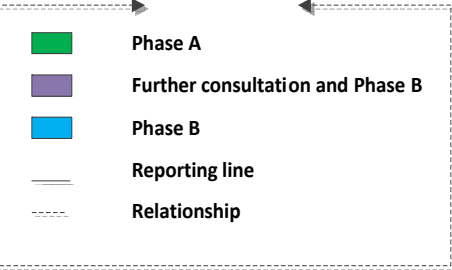 Phase A
Further consultation and Phase B
Phase B
Reporting line
Relationship